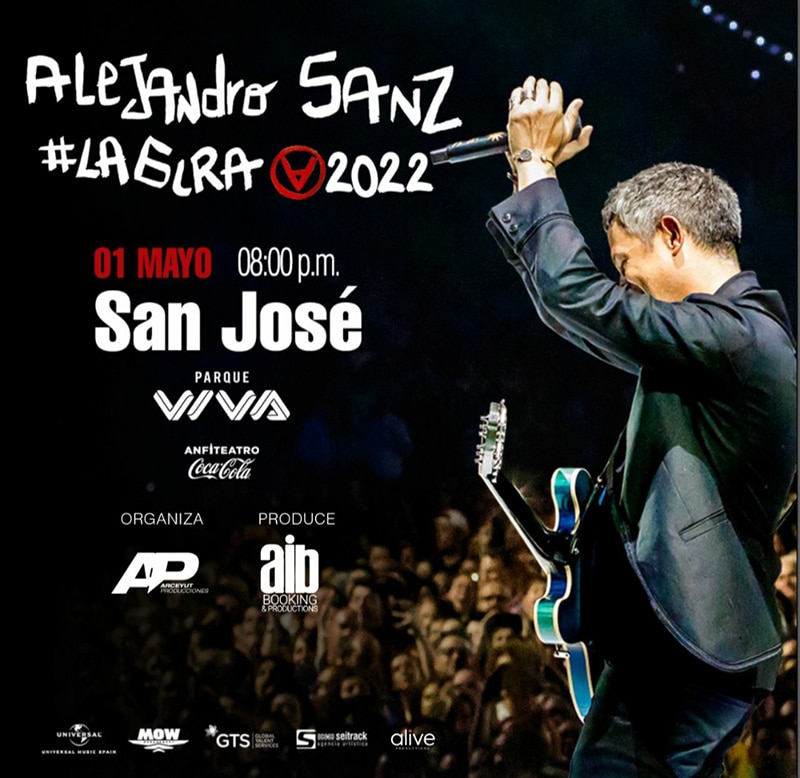 ALEJANDRO SANZ
#LAGIRA 2022
01 MAYO 08:00 p.m.
San José
PARQUE
VIVA
ANFITEATRO
Coca-Cola
ORGANIZA PRODUCE
AP
ARCEYUT
PRODUCCIONES
aib
BOOKING
& PRODUCTIONS
UNIVERSAL
UNIVERSAL MUSIC SPAIN
MOW
GTS GLOBAL TALENT SERVICES
seitrack
agencia artística
alive
PRODUCTIONS